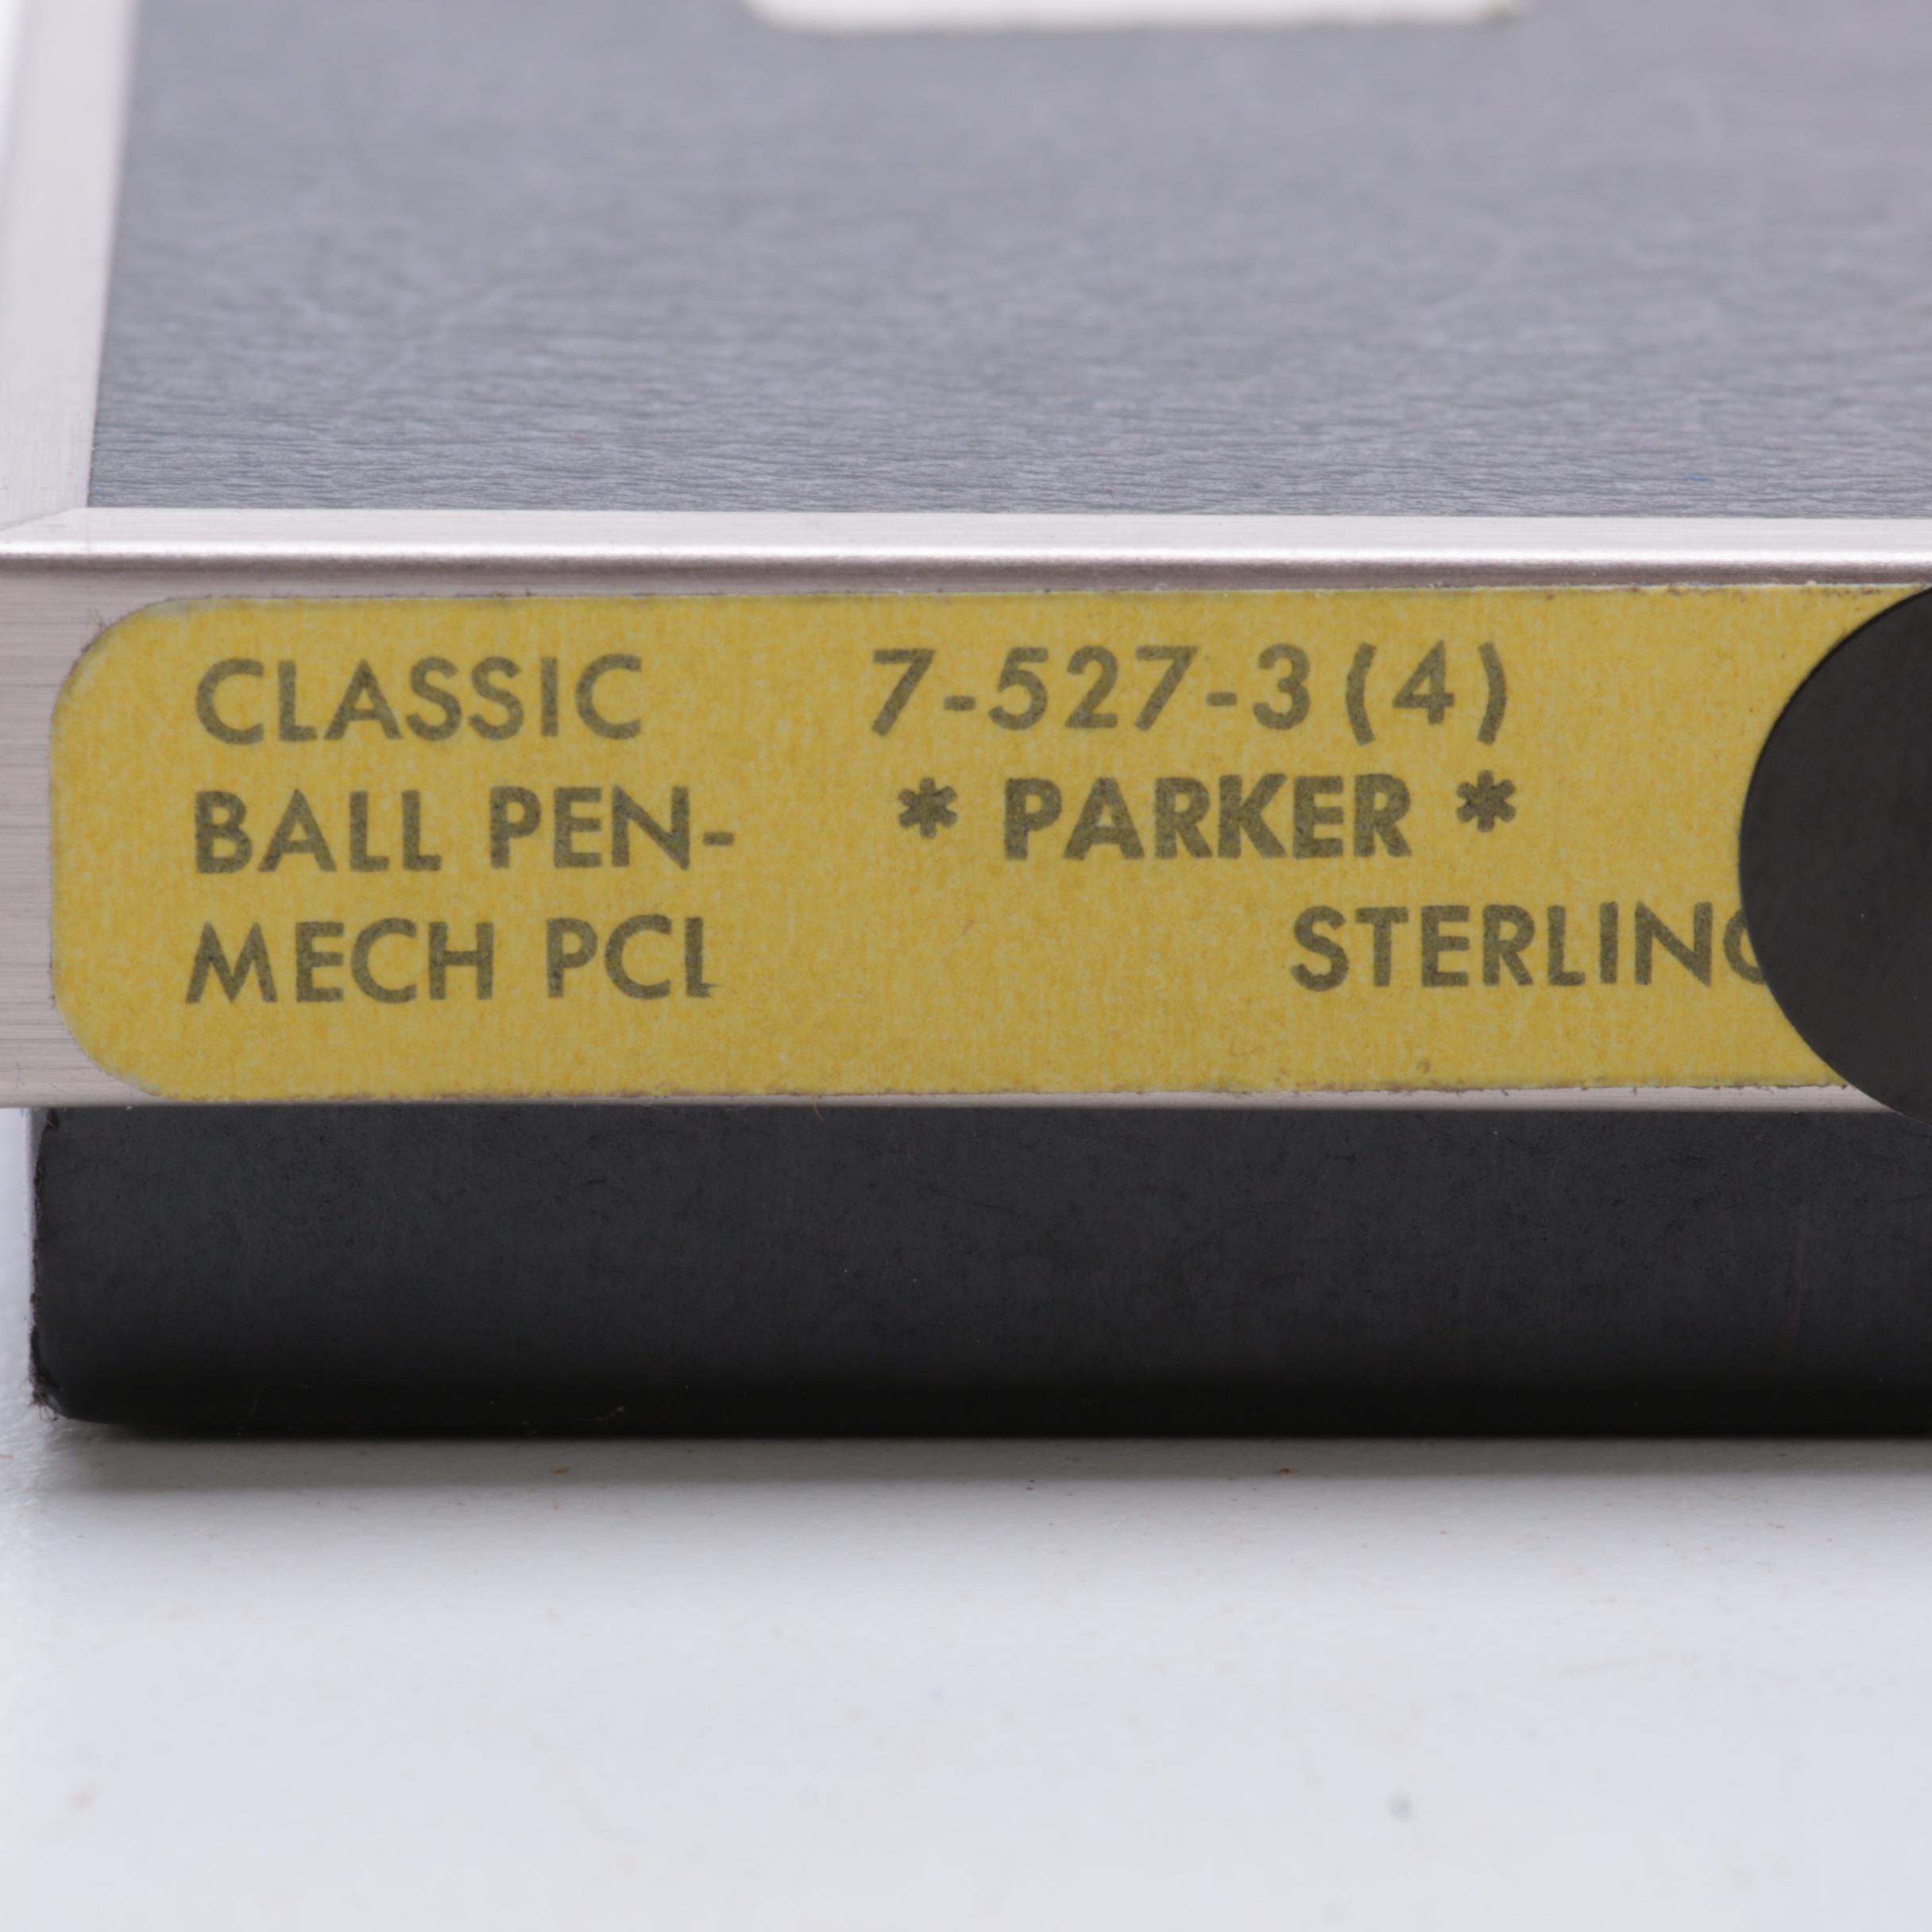 CLASSIC 7-527-3(4)
BALL PEN- * PARKER *
MECH PCL STERLING